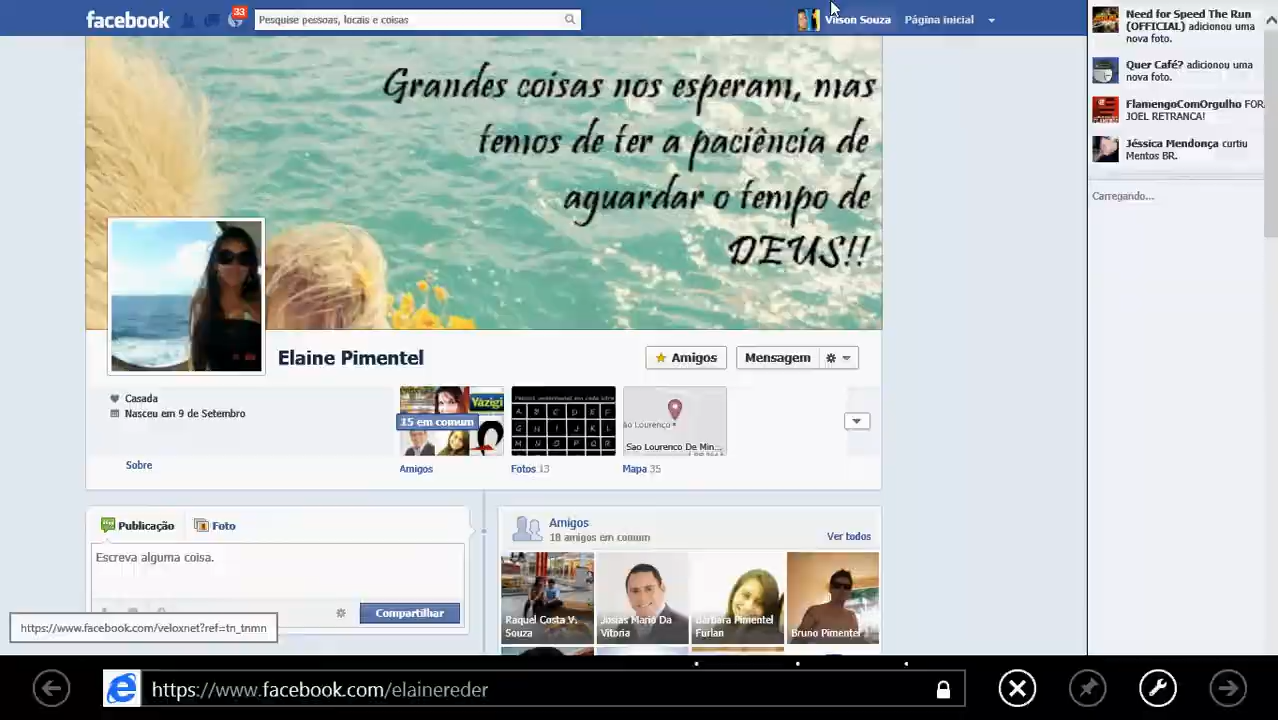 facebook
33
Pesquise pessoas, locais e coisas
Vilson Souza
Página inicial
Need for Speed The Run
(OFFICIAL) adicionou uma
nova foto.
Quer Café? adicionou uma
nova foto.
FlamengoComOrgulho FOR
JOEL RETRANCA!
Jéssica Mendonça curtiu
Mentos BR.
Carregando...
Grandes coisas nos esperam, mas
temos de ter a paciência de
aguardar o tempo de
DEUS!!
Elaine Pimentel
Amigos
Mensagem
Casada
Nasceu em 9 de Setembro
Sobre
Yázigi
15 em comum
Amigos
A B C D E F
G H I J K L
Fotos 13
ão Lourenço
Sao Lourenco De Min...
Mapa 35
Publicação
Foto
Escreva alguma coisa.
Compartilhar
Amigos
18 amigos em comum
Ver todos
Raquel Costa V.
Souza
Josias Mario Da
Vitoria
Bárbara Pimentel
Furlan
Bruno Pimentel
https://www.facebook.com/veloxnet?ref=tn_tnmn
https://www.facebook.com/elainereder